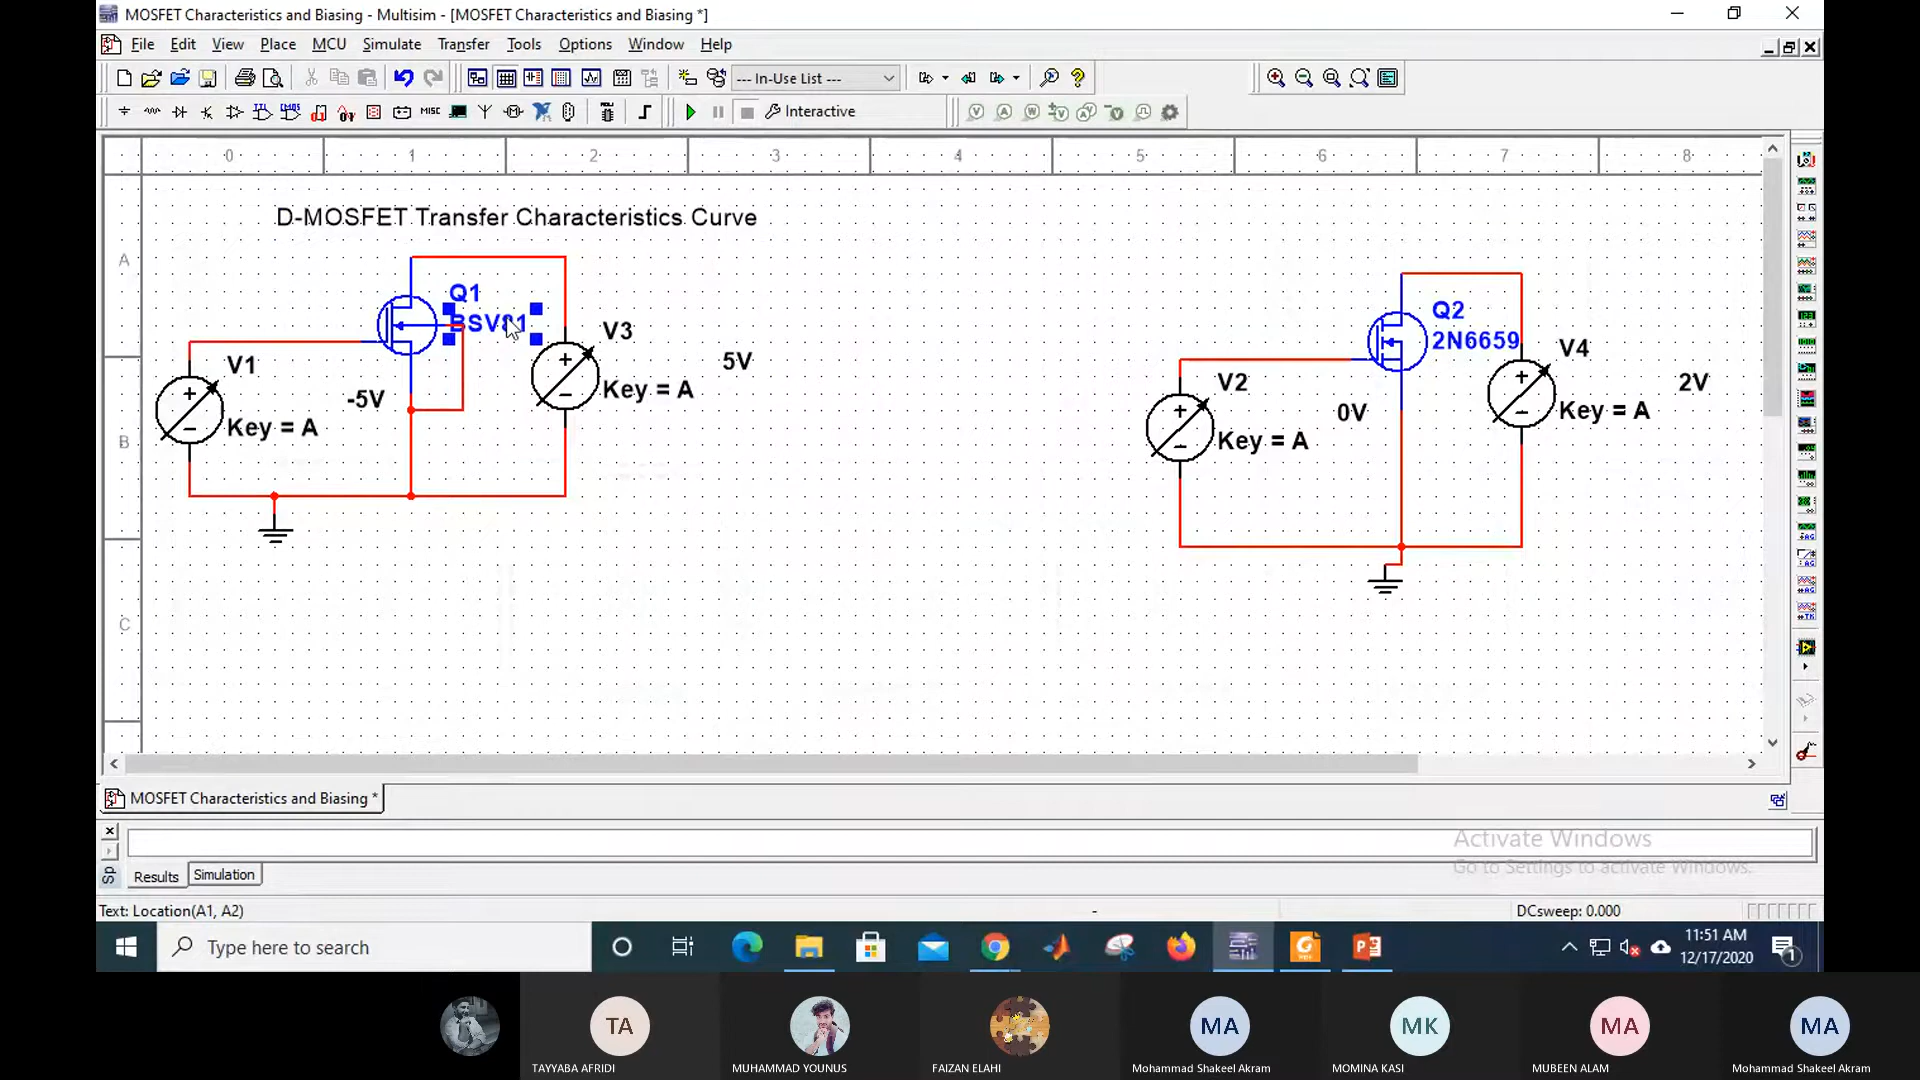 MOSFET Characteristics and Biasing - Multisim - [MOSFET Characteristics and Biasing *]
File Edit View Place MCU Simulate Transfer Tools Options Window Help
--- In-Use List ---
MISC Interactive
0 1 2 3 4 5 6 7 8
D-MOSFET Transfer Characteristics Curve
A
Q1
BSV81
V3
5V
Key = A
V1
-5V
Key = A
Q2
2N6659
V4
2V
Key = A
V2
0V
Key = A
B
C
MOSFET Characteristics and Biasing *
Activate Windows
Go to Settings to activate Windows.
Results Simulation
Text: Location(A1, A2)
-
DCsweep: 0.000
Type here to search
11:51 AM
12/17/2020
1
TA
MA
MK
MA
MA
TAYYABA AFRIDI
MUHAMMAD YOUNUS
FAIZAN ELAHI
Mohammad Shakeel Akram
MOMINA KASI
MUBEEN ALAM
Mohammad Shakeel Akram